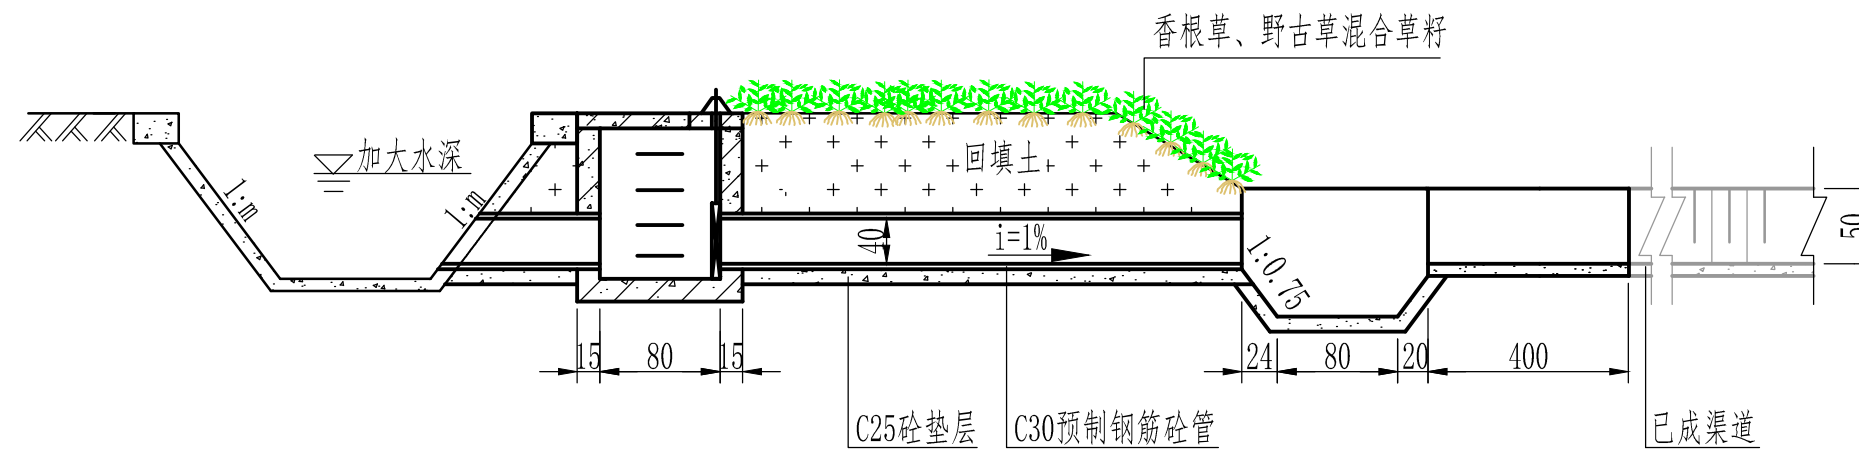 香根草、野古草混合草籽
加大水深
回填土
1:m
1:m
40
i=1%
50
1:0.75
15
80
15
24
80
20
400
C25砼垫层
C30预制钢筋砼管
已成渠道